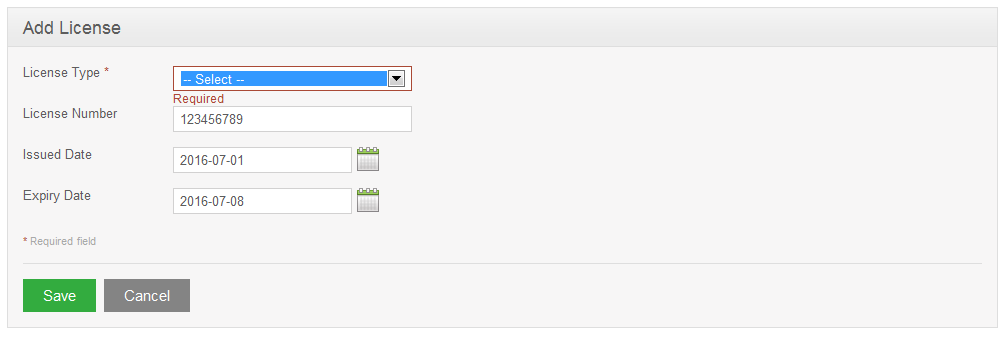 Add License
License Type *
-- Select --
Required
License Number
123456789
Issued Date
2016-07-01
Expiry Date
2016-07-08
* Required field
Save
Cancel